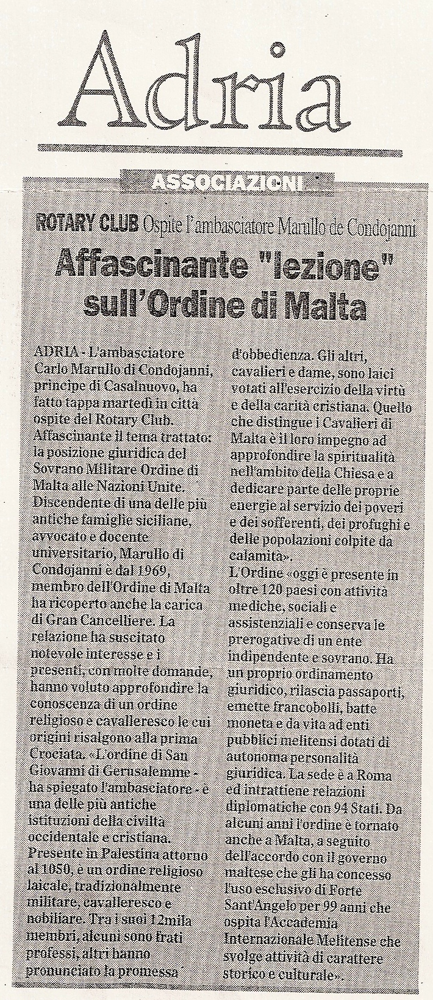 Adria
ASSOCIAZIONI
ROTARY CLUB Ospite l'ambasciatore Marullo de Condojanni
Affascinante "lezione"
sull'Ordine di Malta
ADRIA - L'ambasciatore
Carlo Marullo di Condojanni,
principe di Casalnuovo, ha
fatto tappa martedì in città
ospite del Rotary Club.
Affascinante il tema trattato:
la posizione giuridica del
Sovrano Militare Ordine di
Malta alle Nazioni Unite.
Discendente di una delle più
antiche famiglie siciliane,
avvocato e docente
universitario, Marullo di
Condojanni è dal 1969,
membro dell'Ordine di Malta
ha ricoperto anche la carica
di Gran Cancelliere. La
relazione ha suscitato
notevole interesse e i
presenti, con molte domande,
hanno voluto approfondire la
conoscenza di un ordine
religioso e cavalleresco le cui
origini risalgono alla prima
Crociata. «L'ordine di San
Giovanni di Gerusalemme -
ha spiegato l'ambasciatore - è
una delle più antiche
istituzioni della civiltà
occidentale e cristiana.
Presente in Palestina attorno
al 1050, è un ordine religioso
laicale, tradizionalmente
militare, cavalleresco e
nobiliare. Tra i suoi 12mila
membri, alcuni sono frati
professi, altri hanno
pronunciato la promessa
d'obbedienza. Gli altri,
cavalieri e dame, sono laici
votati all'esercizio della virtù
e della carità cristiana. Quello
che distingue i Cavalieri di
Malta è il loro impegno ad
approfondire la spiritualità
nell'ambito della Chiesa e a
dedicare parte delle proprie
energie al servizio dei poveri
e dei sofferenti, dei profughi e
delle popolazioni colpite da
calamità».
L'Ordine «oggi è presente in
oltre 120 paesi con attività
mediche, sociali e
assistenziali e conserva le
prerogative di un ente
indipendente e sovrano. Ha
un proprio ordinamento
giuridico, rilascia passaporti,
emette francobolli, batte
moneta e da vita ad enti
pubblici melitensi dotati di
autonoma personalità
giuridica. La sede è a Roma
ed intrattiene relazioni
diplomatiche con 94 Stati. Da
alcuni anni l'ordine è tornato
anche a Malta, a seguito
dell'accordo con il governo
maltese che gli ha concesso
l'uso esclusivo di Forte
Sant'Angelo per 99 anni che
ospita l'Accademia
Internazionale Melitense che
svolge attività di carattere
storico e culturale».